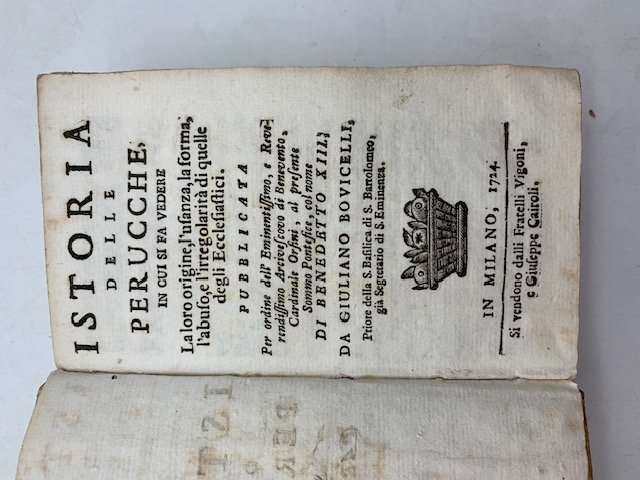 ISTORIA
DELLE
PERUCCHE,
IN CUI SI FA VEDERE
La loro origine, l'uſanza, la forma,
l'abuſo, e l'irregolarità di quelle
degli Eccleſiaſtici.
PUBBLICATA
Per ordine dell' Eminentiſſimo, e Reve-
rendiſſimo Arciveſcovo di Benevento,
Cardinale Orſini, al preſente
Sommo Pontefice, col nome
DI BENEDETTO XIII,
DA GIULIANO BOVICELLI,
Priore della S. Baſilica di S. Bartolomeo,
già Segretario di S. Eminenza.
IN MILANO, 1724.
Si vendono dalli Fratelli Vigoni,
e Giuſeppe Cairoli.